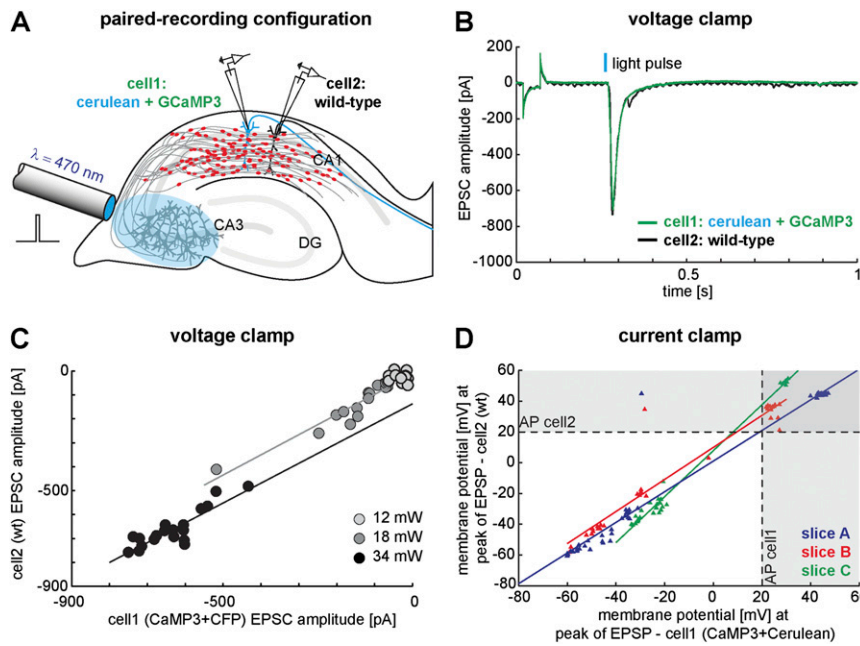 A paired-recording configuration
cell1:
cerulean + GCaMP3
cell2:
wild-type
λ = 470 nm
CA1
CA3
DG
B voltage clamp
EPSC amplitude [pA]
200
0
-200
-400
-600
-800
-1000
light pulse
cell1: cerulean + GCaMP3
cell2: wild-type
0
0.5
1
time [s]
C voltage clamp
cell2 (wt) EPSC amplitude [pA]
0
-500
-900
12 mW
18 mW
34 mW
-900
-500
0
cell1 (CaMP3+CFP) EPSC amplitude [pA]
D current clamp
membrane potential [mV] at
peak of EPSP - cell2 (wt)
60
40
20
0
-20
-40
-60
-80
AP cell2
AP cell1
slice A
slice B
slice C
-80
-60
-40
-20
0
20
40
60
membrane potential [mV] at
peak of EPSP - cell1 (CaMP3+Cerulean)